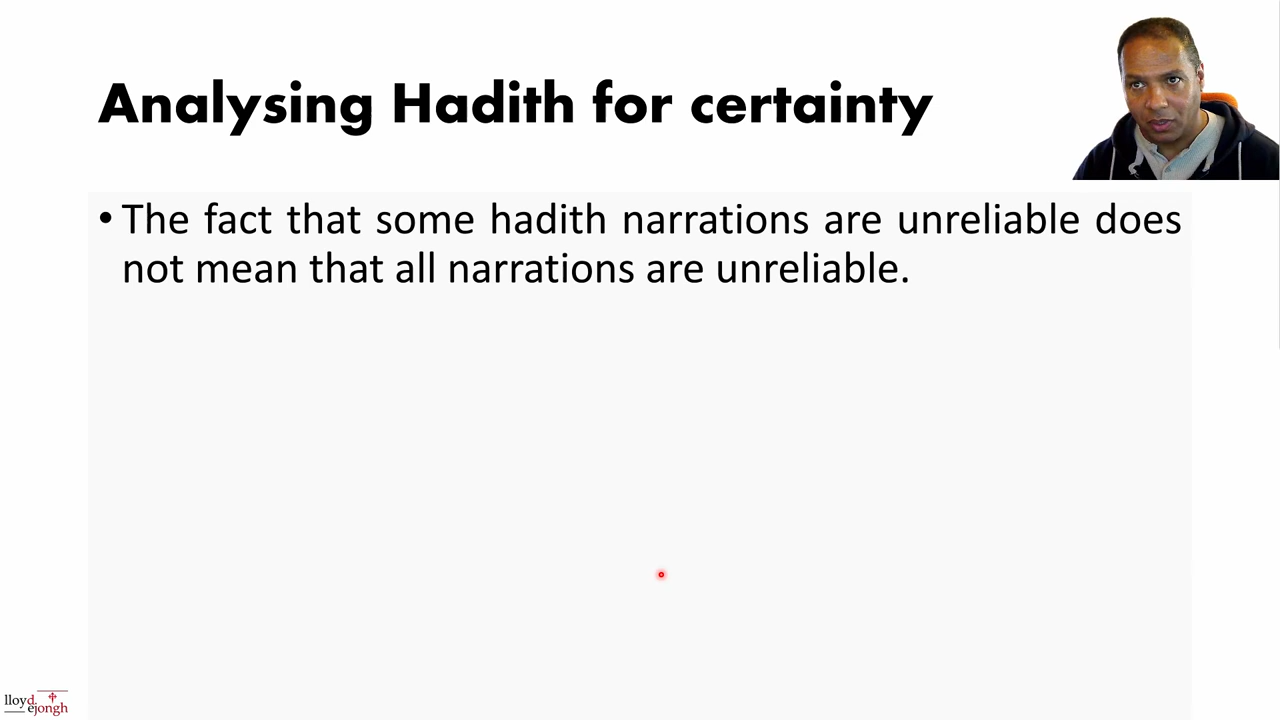 Analysing Hadith for certainty
• The fact that some hadith narrations are unreliable does
not mean that all narrations are unreliable.
lloyd
ejongh